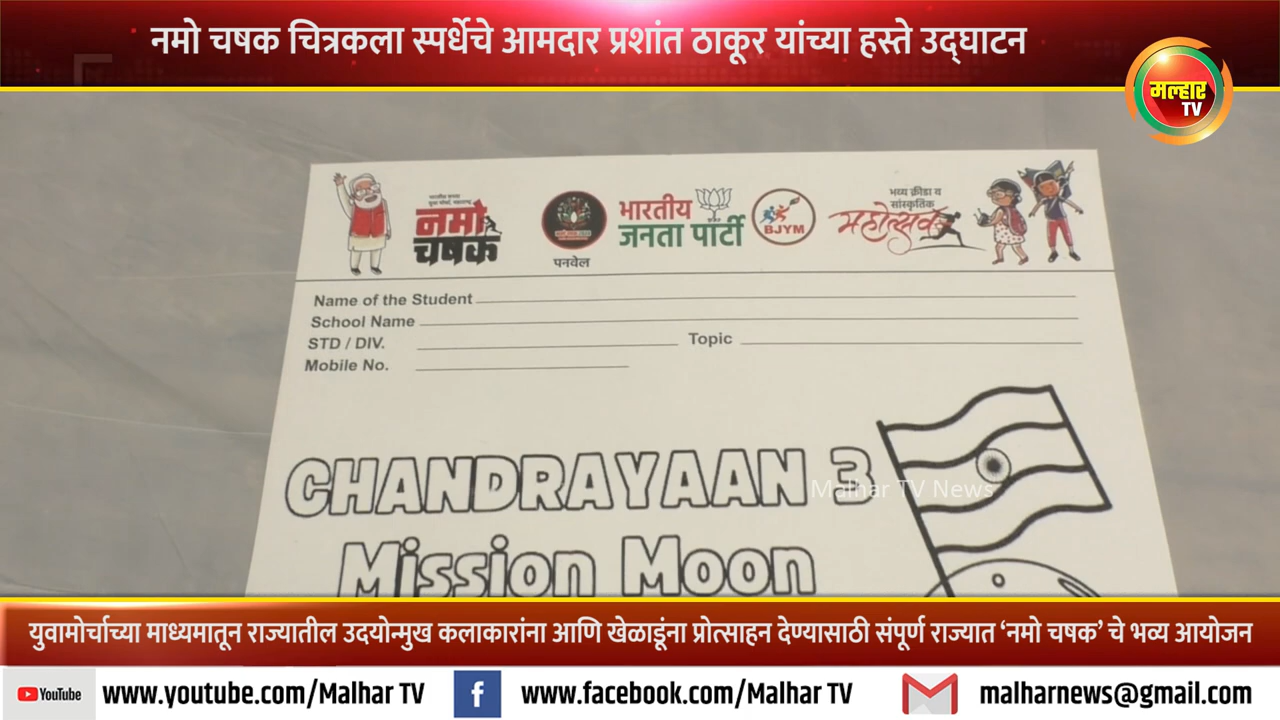 नमो चषक चित्रकला स्पर्धेचे आमदार प्रशांत ठाकूर यांच्या हस्ते उद्घाटन
मल्हार
TV
नमो
चषक
पनवेल
भारतीय
जनता पार्टी
BJYM
भव्य क्रीडा व
सांस्कृतिक
महोत्सव
Name of the Student
School Name
STD / DIV.
Topic
Mobile No.
CHANDRAYAAN 3
Malhar TV News
Mission Moon
युवामोर्चाच्या माध्यमातून राज्यातील उदयोन्मुख कलाकारांना आणि खेळाडूंना प्रोत्साहन देण्यासाठी संपूर्ण राज्यात ‘नमो चषक’ चे भव्य आयोजन
YouTube
www.youtube.com/Malhar TV
www.facebook.com/Malhar TV
malharnews@gmail.com